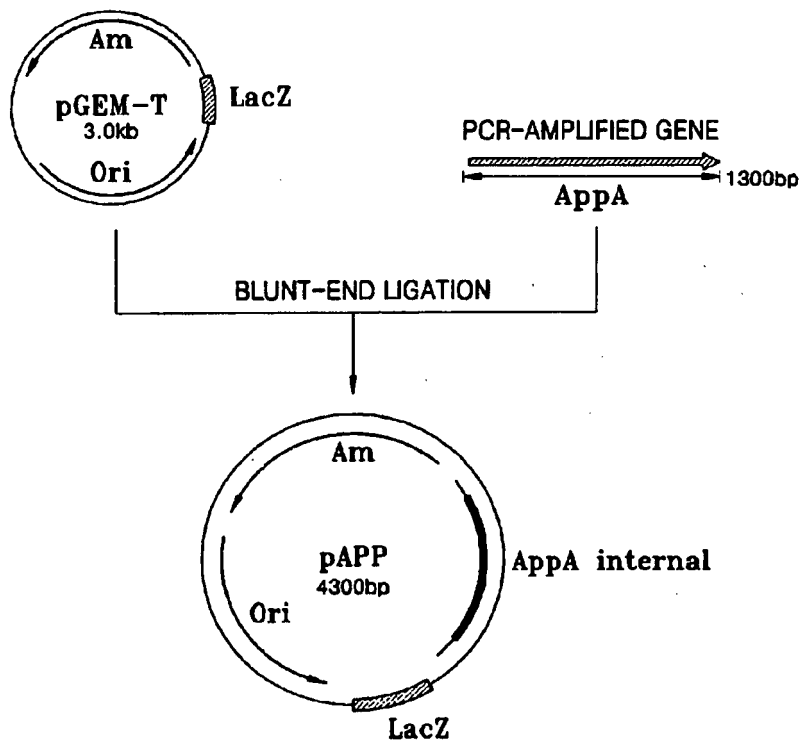 Am
pGEM-T
3.0kb
Ori
LacZ
PCR-AMPLIFIED GENE
1300bp
AppA
BLUNT-END LIGATION
Am
pAPP
4300bp
AppA internal
Ori
LacZ